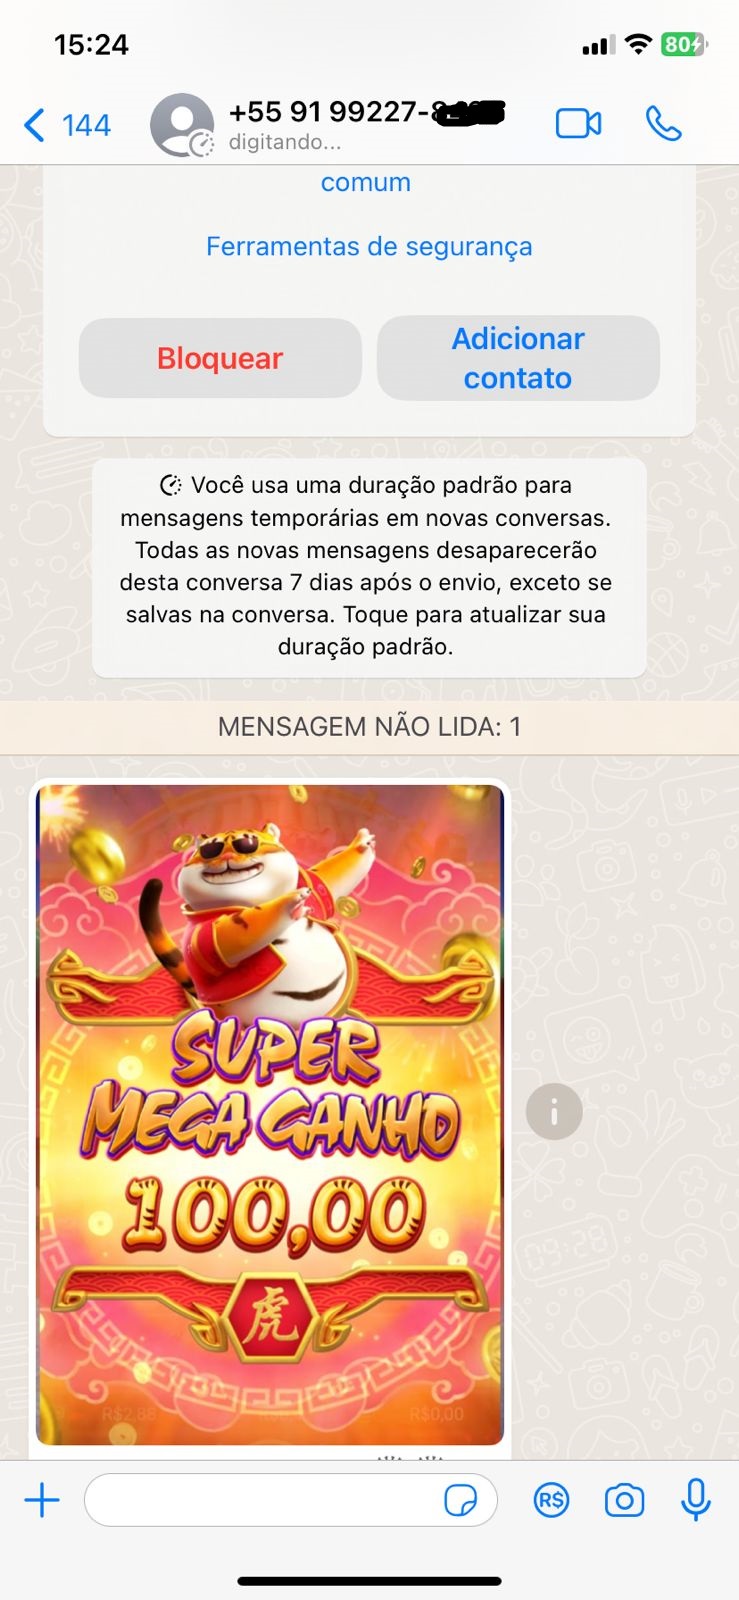 15:24
80
144
+55 91 99227-
digitando...
comum
Ferramentas de segurança
Bloquear
Adicionar
contato
Você usa uma duração padrão para
mensagens temporárias em novas conversas.
Todas as novas mensagens desaparecerão
desta conversa 7 dias após o envio, exceto se
salvas na conversa. Toque para atualizar sua
duração padrão.
MENSAGEM NÃO LIDA: 1
SUPER
MEGA GANHO
100,00
虎
R$2,88
R$0,00
R$